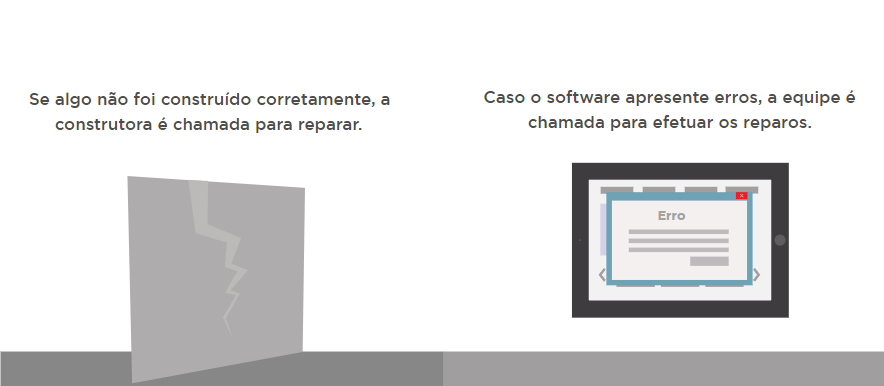 Se algo não foi construído corretamente, a
construtora é chamada para reparar.
Caso o software apresente erros, a equipe é
chamada para efetuar os reparos.
x
Erro